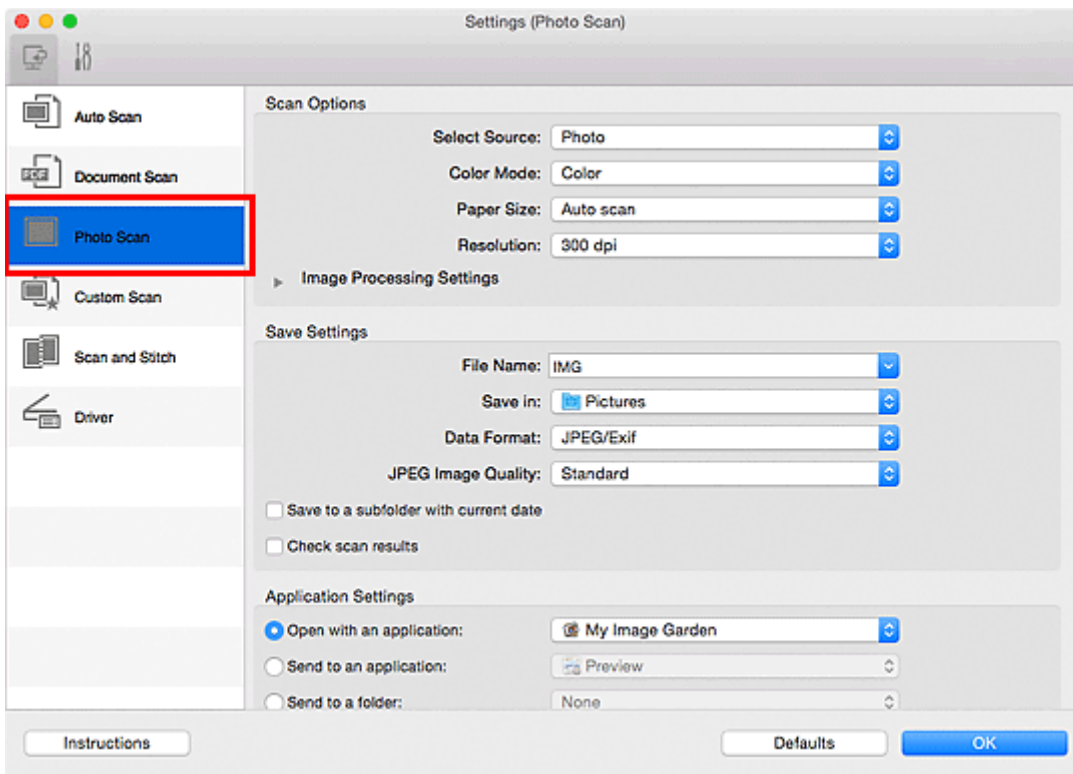 Settings (Photo Scan)
Auto Scan
Document Scan
Photo Scan
Custom Scan
Scan and Stitch
Driver
Scan Options
Select Source: Photo
Color Mode: Color
Paper Size: Auto scan
Resolution: 300 dpi
Image Processing Settings
Save Settings
File Name: IMG
Save in: Pictures
Data Format: JPEG/Exif
JPEG Image Quality: Standard
Save to a subfolder with current date
Check scan results
Application Settings
Open with an application: My Image Garden
Send to an application: Preview
Send to a folder: None
Instructions
Defaults
OK